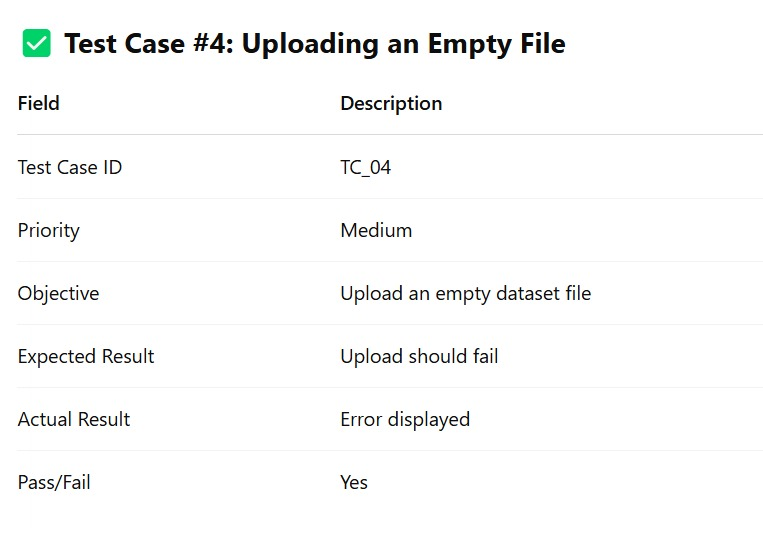 ✅ Test Case #4: Uploading an Empty File
Field Description
Test Case ID TC_04
Priority Medium
Objective Upload an empty dataset file
Expected Result Upload should fail
Actual Result Error displayed
Pass/Fail Yes